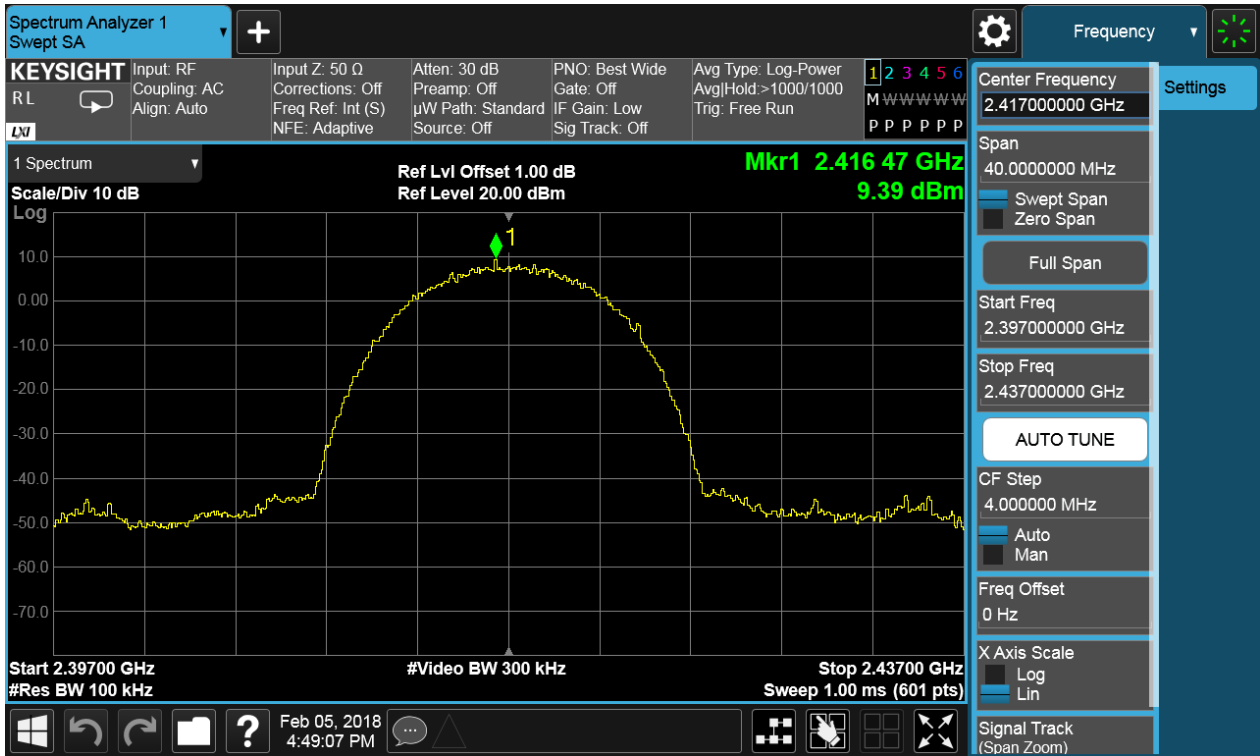 Spectrum Analyzer 1
Swept SA
+
Frequency
KEYSIGHT
R L
LXI
Input: RF
Coupling: AC
Align: Auto
Input Z: 50 Ω
Corrections: Off
Freq Ref: Int (S)
NFE: Adaptive
Atten: 30 dB
Preamp: Off
µW Path: Standard
Source: Off
PNO: Best Wide
Gate: Off
IF Gain: Low
Sig Track: Off
Avg Type: Log-Power
Avg|Hold:>1000/1000
Trig: Free Run
1 2 3 4 5 6
M W W W W W
P P P P P P
1 Spectrum
Scale/Div 10 dB
Log
Ref Lvl Offset 1.00 dB
Ref Level 20.00 dBm
Mkr1 2.416 47 GHz
9.39 dBm
1
10.0
0.00
-10.0
-20.0
-30.0
-40.0
-50.0
-60.0
-70.0
Start 2.39700 GHz
#Res BW 100 kHz
#Video BW 300 kHz
Stop 2.43700 GHz
Sweep 1.00 ms (601 pts)
Center Frequency
2.417000000 GHz
Settings
Span
40.0000000 MHz
Swept Span
Zero Span
Full Span
Start Freq
2.397000000 GHz
Stop Freq
2.437000000 GHz
AUTO TUNE
CF Step
4.000000 MHz
Auto
Man
Freq Offset
0 Hz
X Axis Scale
Log
Lin
Signal Track
(Span Zoom)
?
Feb 05, 2018
4:49:07 PM